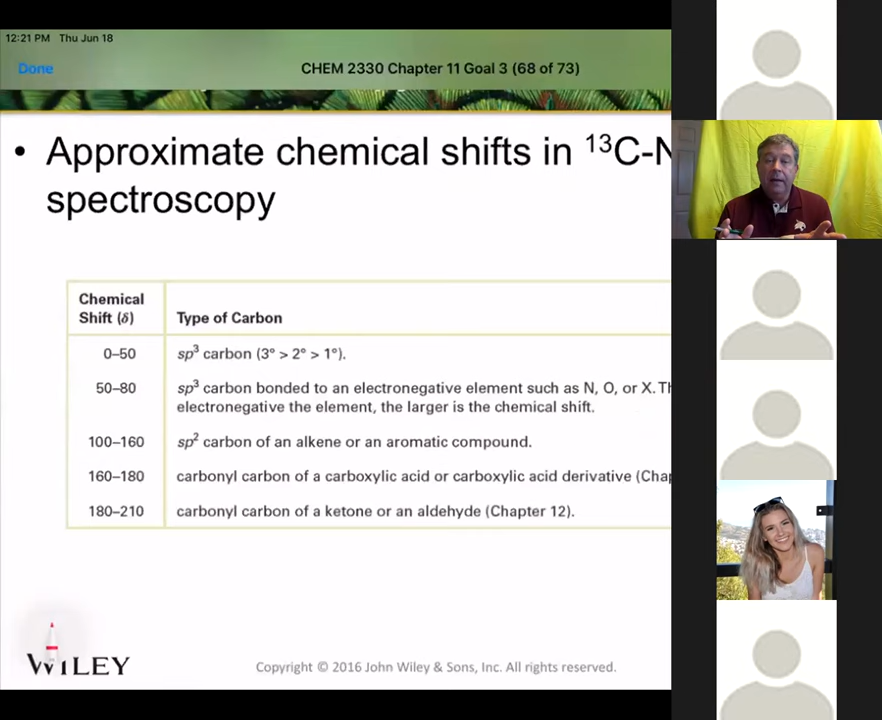 12:21 PM Thu Jun 18
Done
CHEM 2330 Chapter 11 Goal 3 (68 of 73)
• Approximate chemical shifts in ¹³C-N
spectroscopy
Chemical
Shift (δ)
Type of Carbon
0–50
sp³ carbon (3° > 2° > 1°).
50–80
sp³ carbon bonded to an electronegative element such as N, O, or X. Th
electronegative the element, the larger is the chemical shift.
100–160
sp² carbon of an alkene or an aromatic compound.
160–180
carbonyl carbon of a carboxylic acid or carboxylic acid derivative (Chap
180–210
carbonyl carbon of a ketone or an aldehyde (Chapter 12).
WILEY
Copyright © 2016 John Wiley & Sons, Inc. All rights reserved.